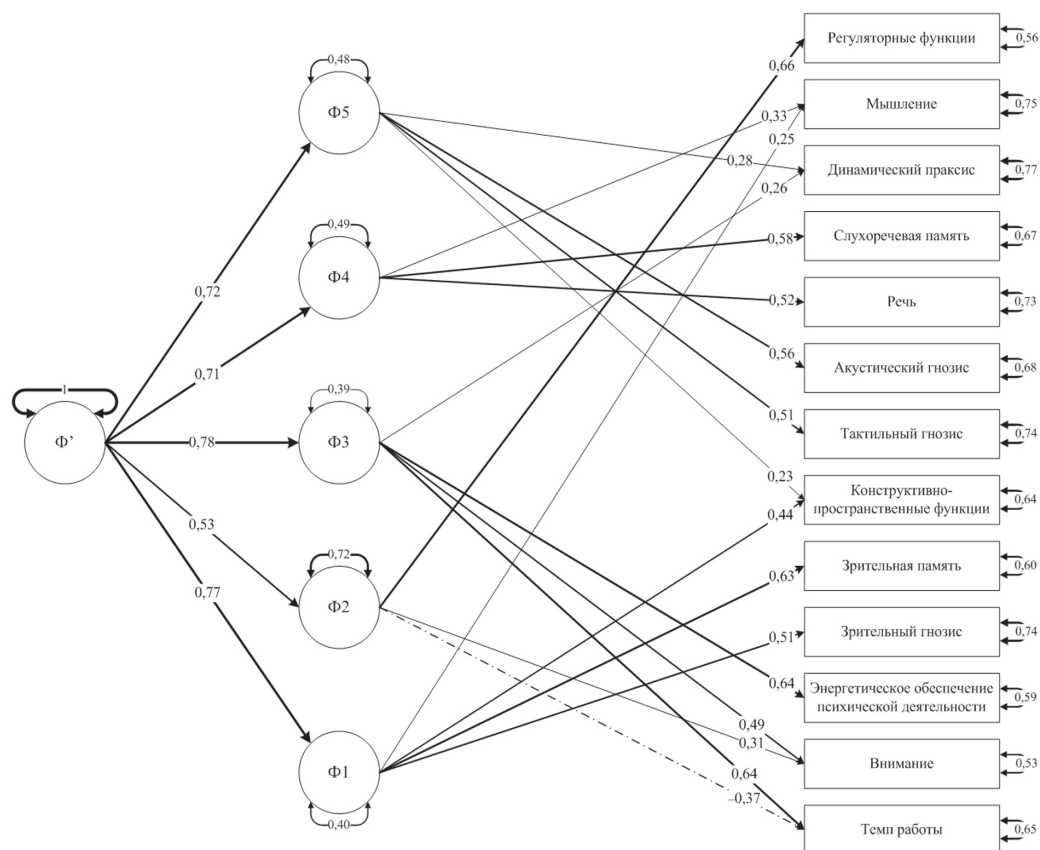 Регуляторные функции
0,56
0,48
0,66
Мышление
0,75
Ф5
0,33
0,25
Динамический праксис
0,77
0,28
0,26
0,49
Слухоречевая память
0,67
0,58
Ф4
0,72
Речь
0,73
0,52
0,56
Акустический гнозис
0,68
0,71
0,39
1
0,51
Тактильный гнозис
0,74
Ф’
0,78
Ф3
0,23
Конструктивно-
пространственные функции
0,64
0,44
0,53
0,72
0,63
Зрительная память
0,60
0,77
Ф2
0,51
Зрительный гнозис
0,74
0,64
Энергетическое обеспечение
психической деятельности
0,59
0,49
0,31
Внимание
0,53
Ф1
0,64
–0,37
0,40
Темп работы
0,65